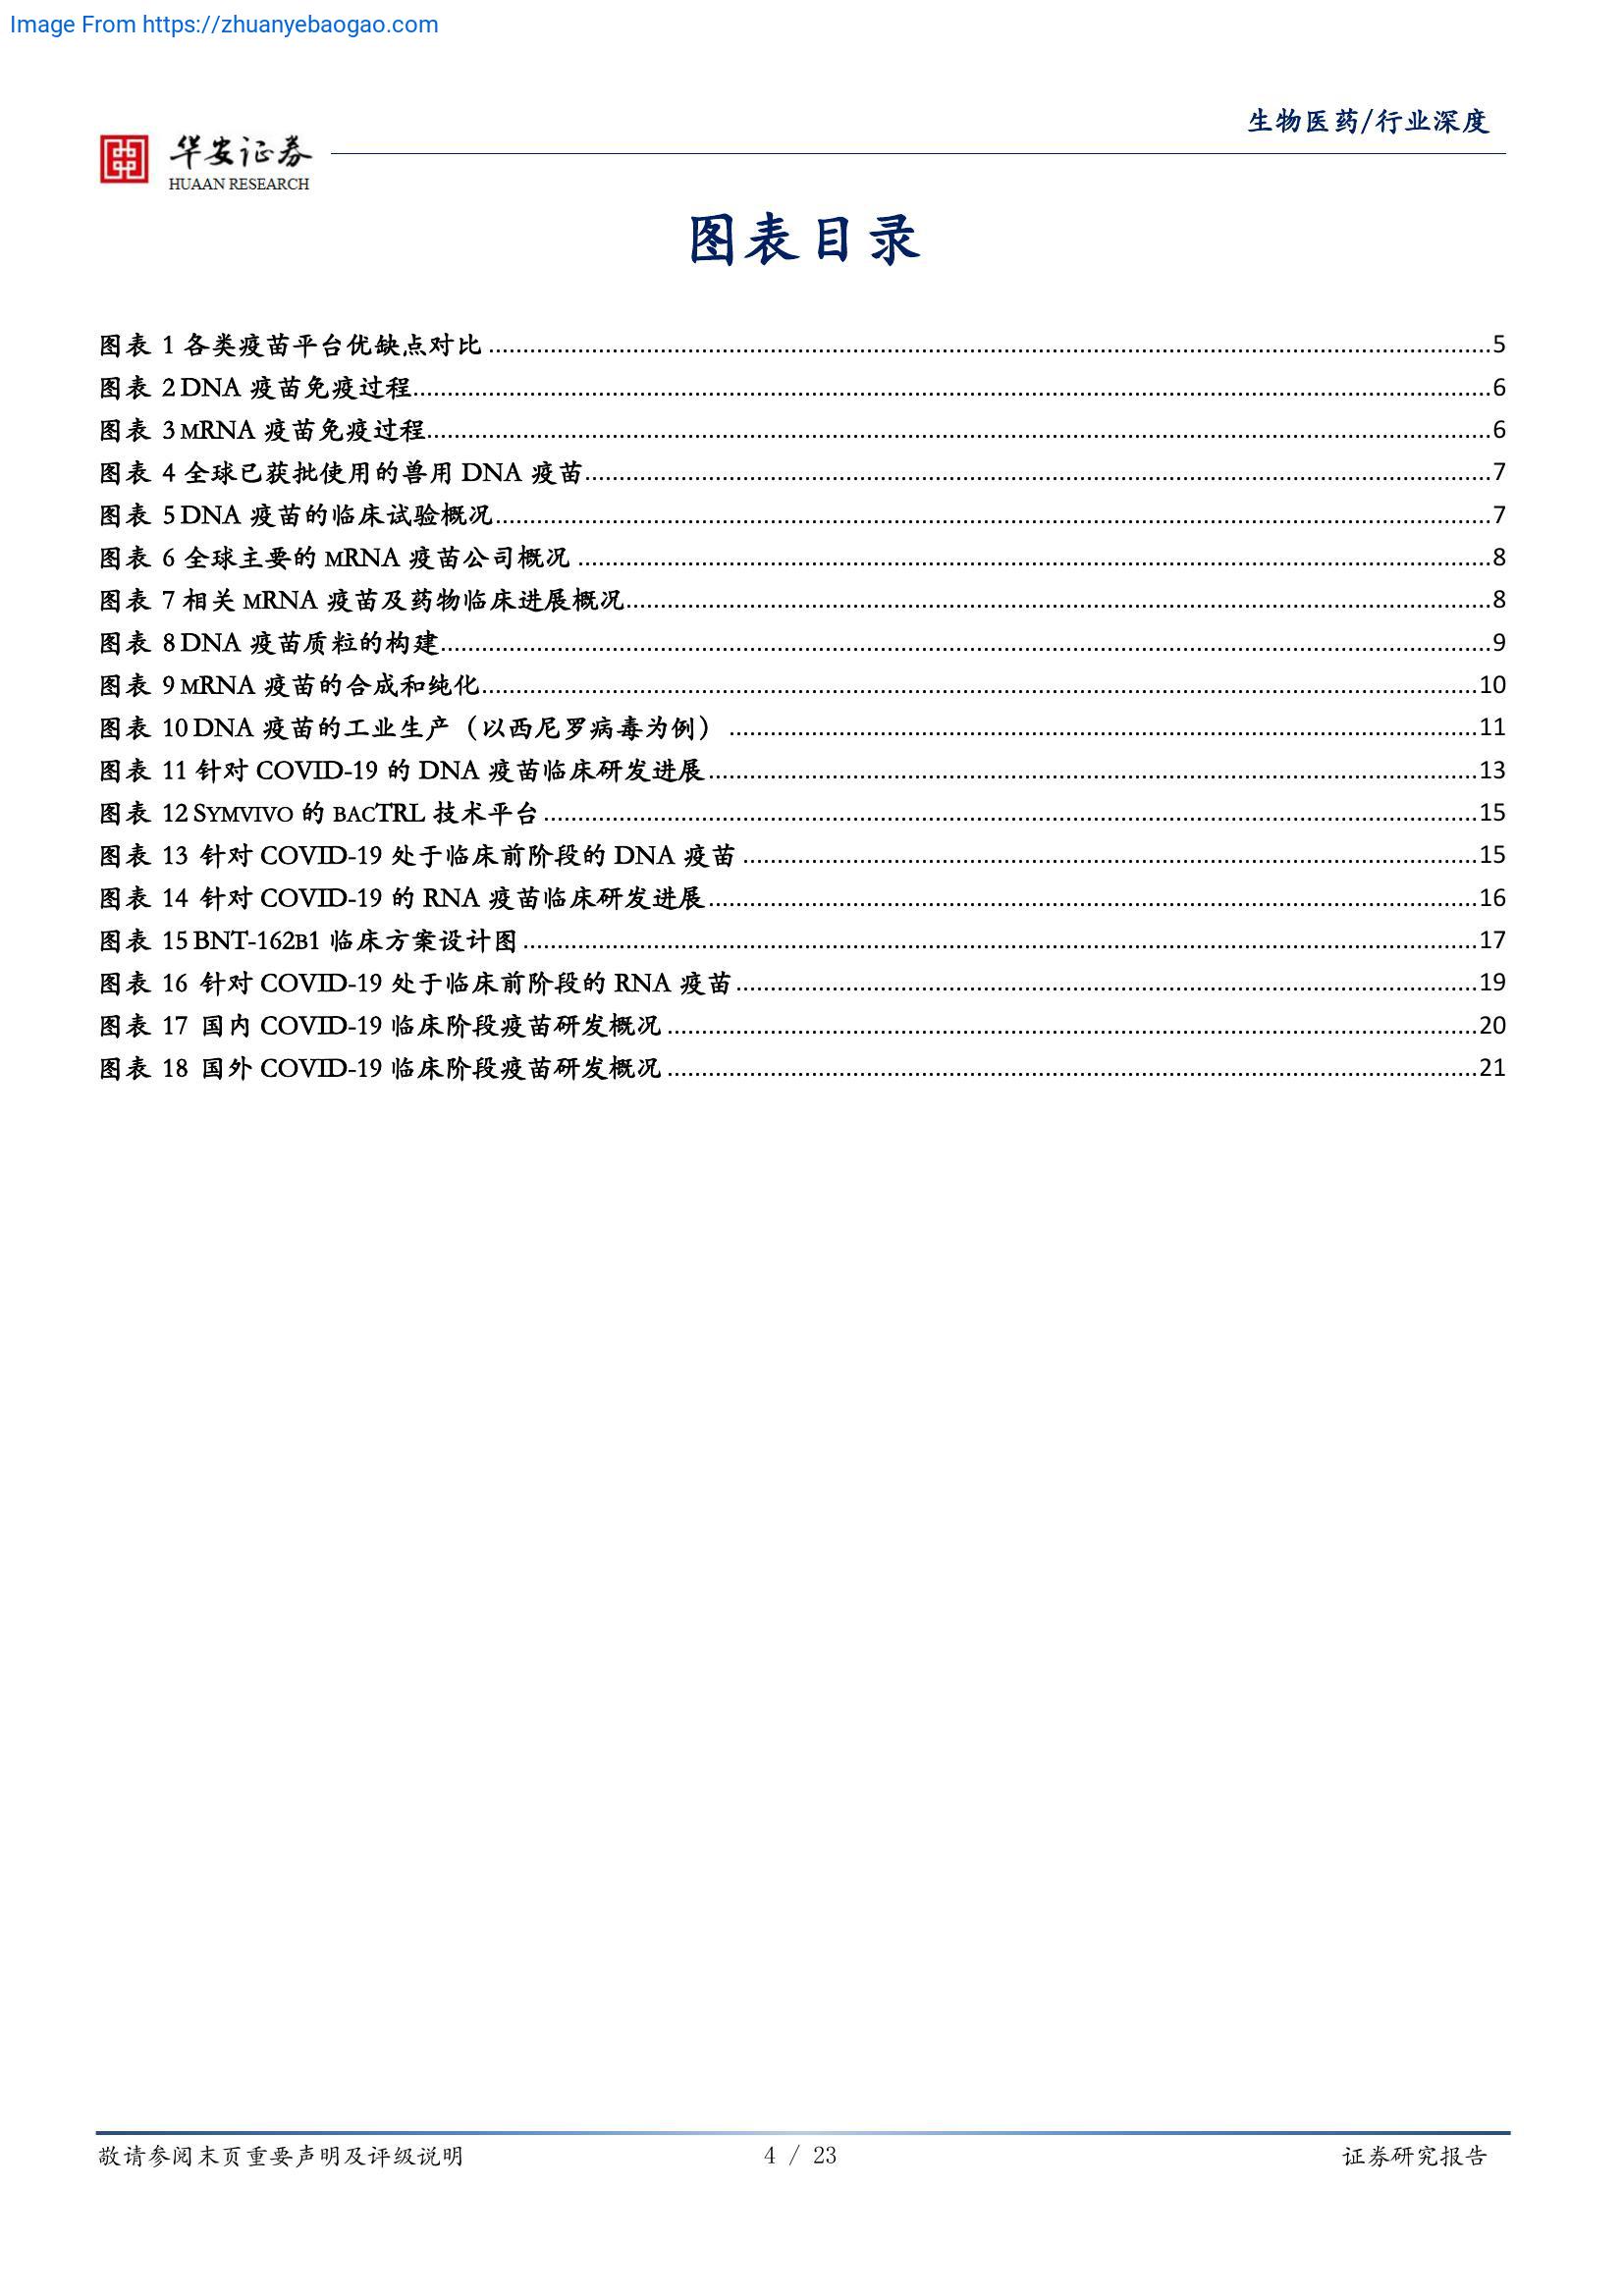 Image From https://zhuanyebaogao.com
生物医药/行业深度
华安证券
HUAAN RESEARCH
图表目录
图表 1 各类疫苗平台优缺点对比 ........ 5
图表 2 DNA 疫苗免疫过程 ........ 6
图表 3 MRNA 疫苗免疫过程 ........ 6
图表 4 全球已获批使用的兽用 DNA 疫苗 ........ 7
图表 5 DNA 疫苗的临床试验概况 ........ 7
图表 6 全球主要的 MRNA 疫苗公司概况 ........ 8
图表 7 相关 MRNA 疫苗及药物临床进展概况 ........ 8
图表 8 DNA 疫苗质粒的构建 ........ 9
图表 9 MRNA 疫苗的合成和纯化 ........ 10
图表 10 DNA 疫苗的工业生产（以西尼罗病毒为例） ........ 11
图表 11 针对 COVID-19 的 DNA 疫苗临床研发进展 ........ 13
图表 12 SYMVIVO 的 BACTRL 技术平台 ........ 15
图表 13 针对 COVID-19 处于临床前阶段的 DNA 疫苗 ........ 15
图表 14 针对 COVID-19 的 RNA 疫苗临床研发进展 ........ 16
图表 15 BNT-162B1 临床方案设计图 ........ 17
图表 16 针对 COVID-19 处于临床前阶段的 RNA 疫苗 ........ 19
图表 17 国内 COVID-19 临床阶段疫苗研发概况 ........ 20
图表 18 国外 COVID-19 临床阶段疫苗研发概况 ........ 21
敬请参阅末页重要声明及评级说明
4 / 23
证券研究报告